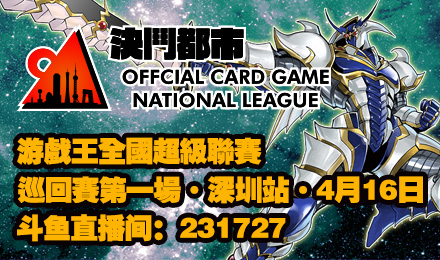 決鬥都市
OFFCIAL CARD GAME
NATIONAL LEAGUE
游戲王全國超級聯賽
巡回賽第一場·深圳站·4月16日
斗鱼直播间：231727